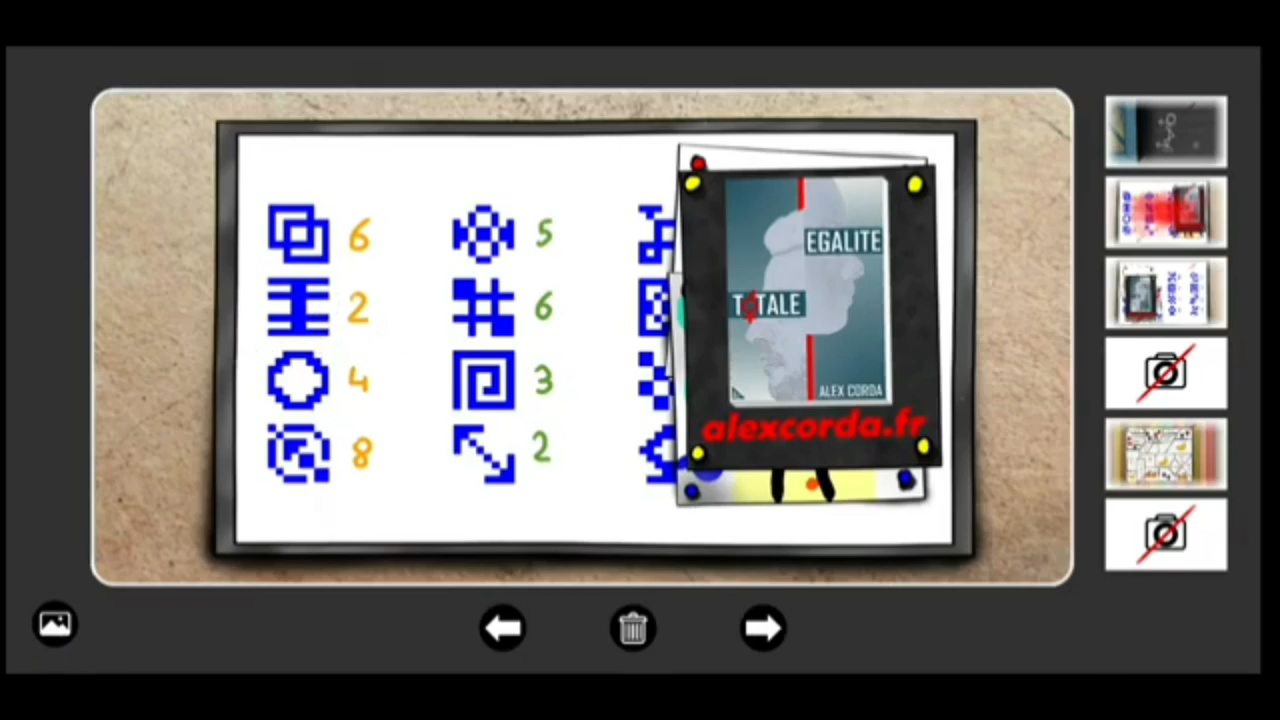 6 5
2 6
4 3
8 2
EGALITE
TOTALE
ALEX CORDA
alexcorda.fr